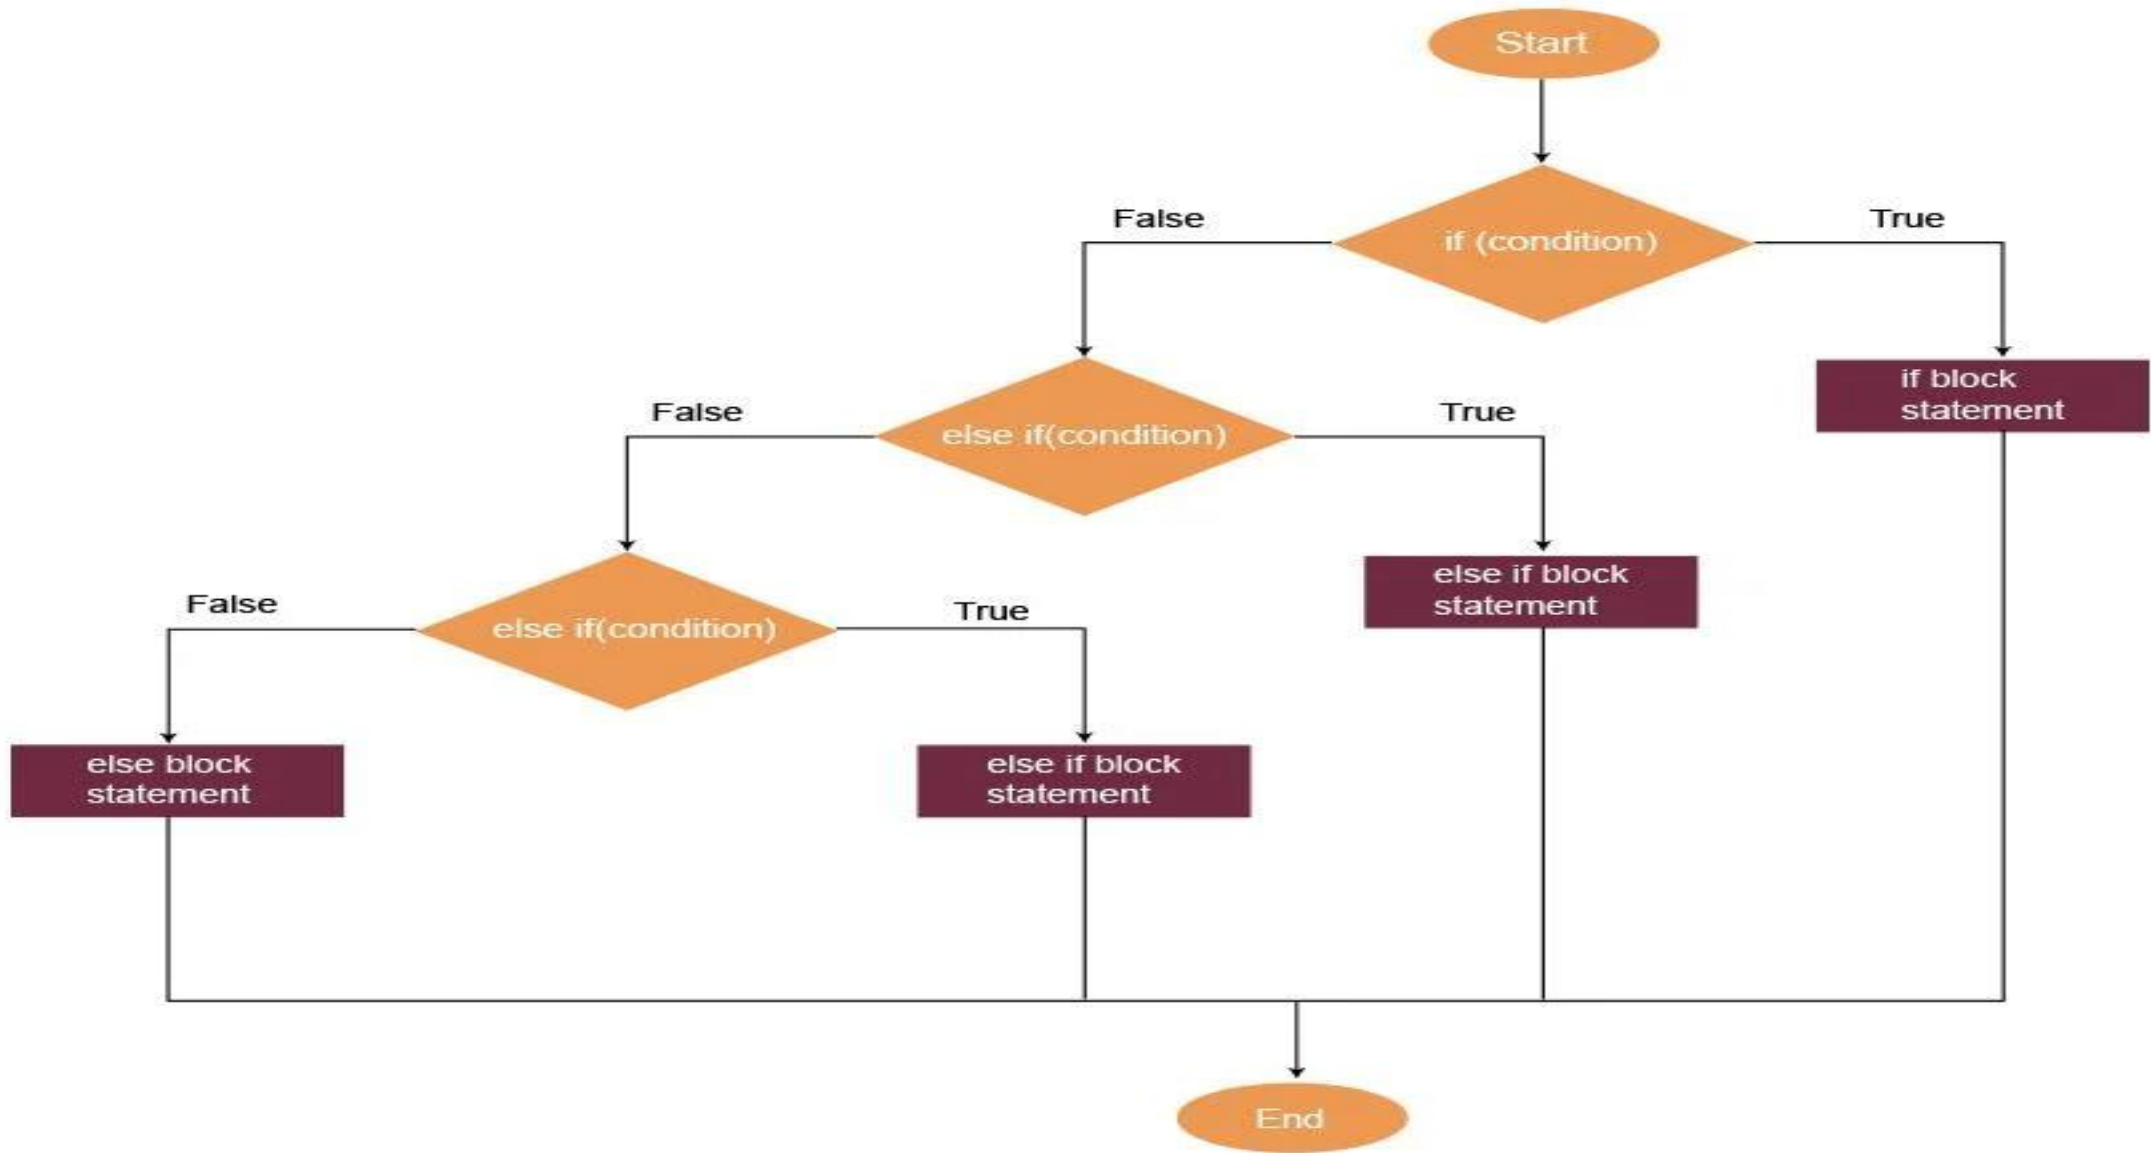 Start
False
True
if (condition)
if block
statement
False
True
else if(condition)
else if block
statement
False
True
else if(condition)
else block
statement
else if block
statement
End